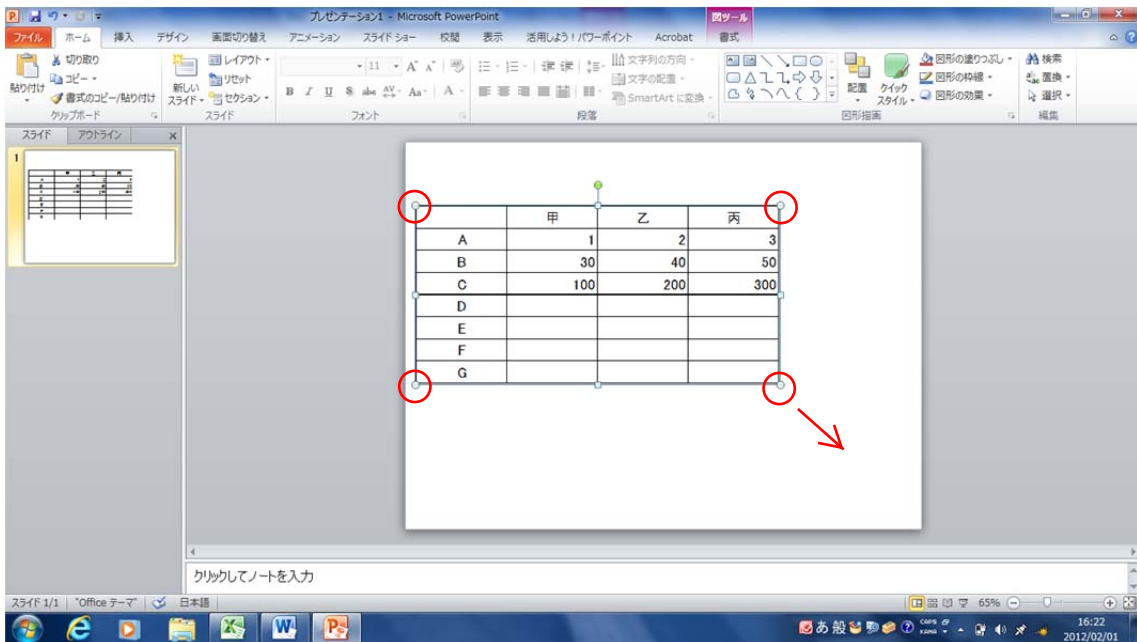 プレゼンテーション1 - Microsoft PowerPoint
図ツール
ファイル ホーム 挿入 デザイン 画面切り替え アニメーション スライド ショー 校閲 表示 活用しよう！パワーポイント Acrobat 書式
貼り付け
切り取り
コピー
書式のコピー/貼り付け
クリップボード
新しい
スライド
レイアウト
リセット
セクション
スライド
11
B I U S abc AV Aa A
フォント
文字列の方向
文字の配置
SmartArt に変換
段落
配置
クイック
スタイル
図形の塗りつぶし
図形の枠線
図形の効果
図形描画
検索
置換
選択
編集
スライド アウトライン x
1
甲 乙 丙
A 1 2 3
B 30 40 50
C 100 200 300
D
E
F
G
クリックしてノートを入力
スライド 1/1 "Office テーマ" 日本語 65%
あ 般 CAPS KANA
16:22
2012/02/01